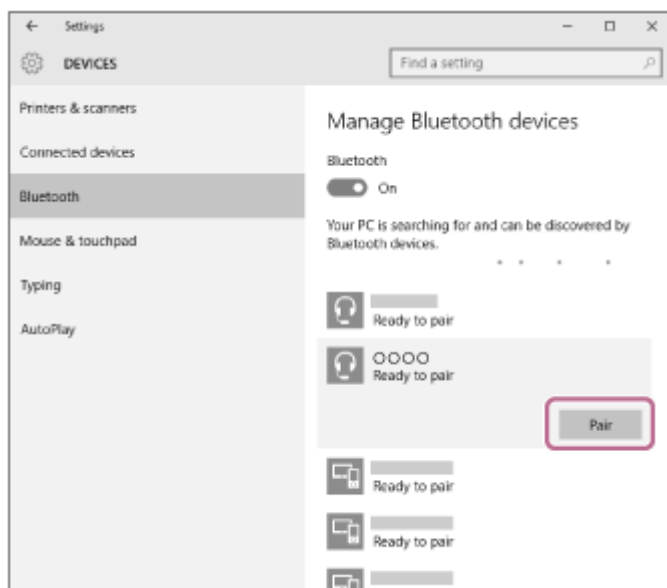 Settings
DEVICES
Find a setting
Printers & scanners
Connected devices
Bluetooth
Mouse & touchpad
Typing
AutoPlay
Manage Bluetooth devices
Bluetooth
On
Your PC is searching for and can be discovered by
Bluetooth devices.
Ready to pair
○○○○
Ready to pair
Pair
Ready to pair
Ready to pair